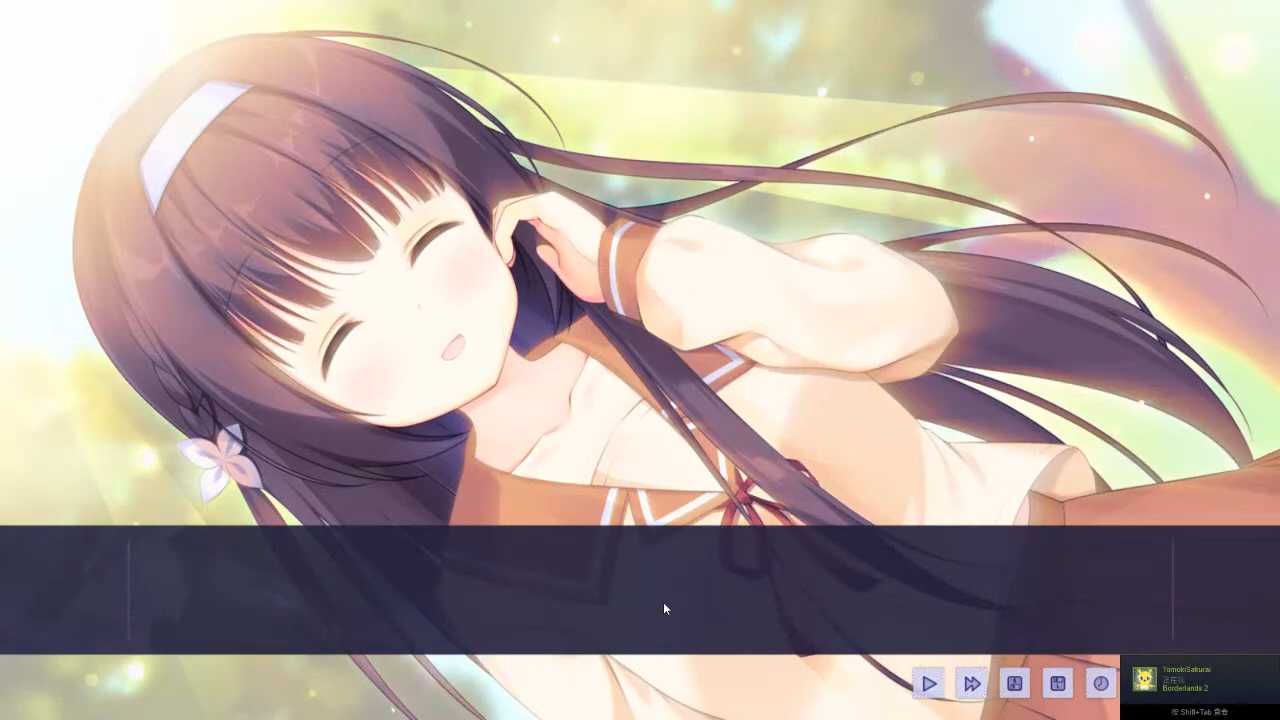 TomokiSakurai
正在玩
Borderlands 2
按 Shift+Tab 查看